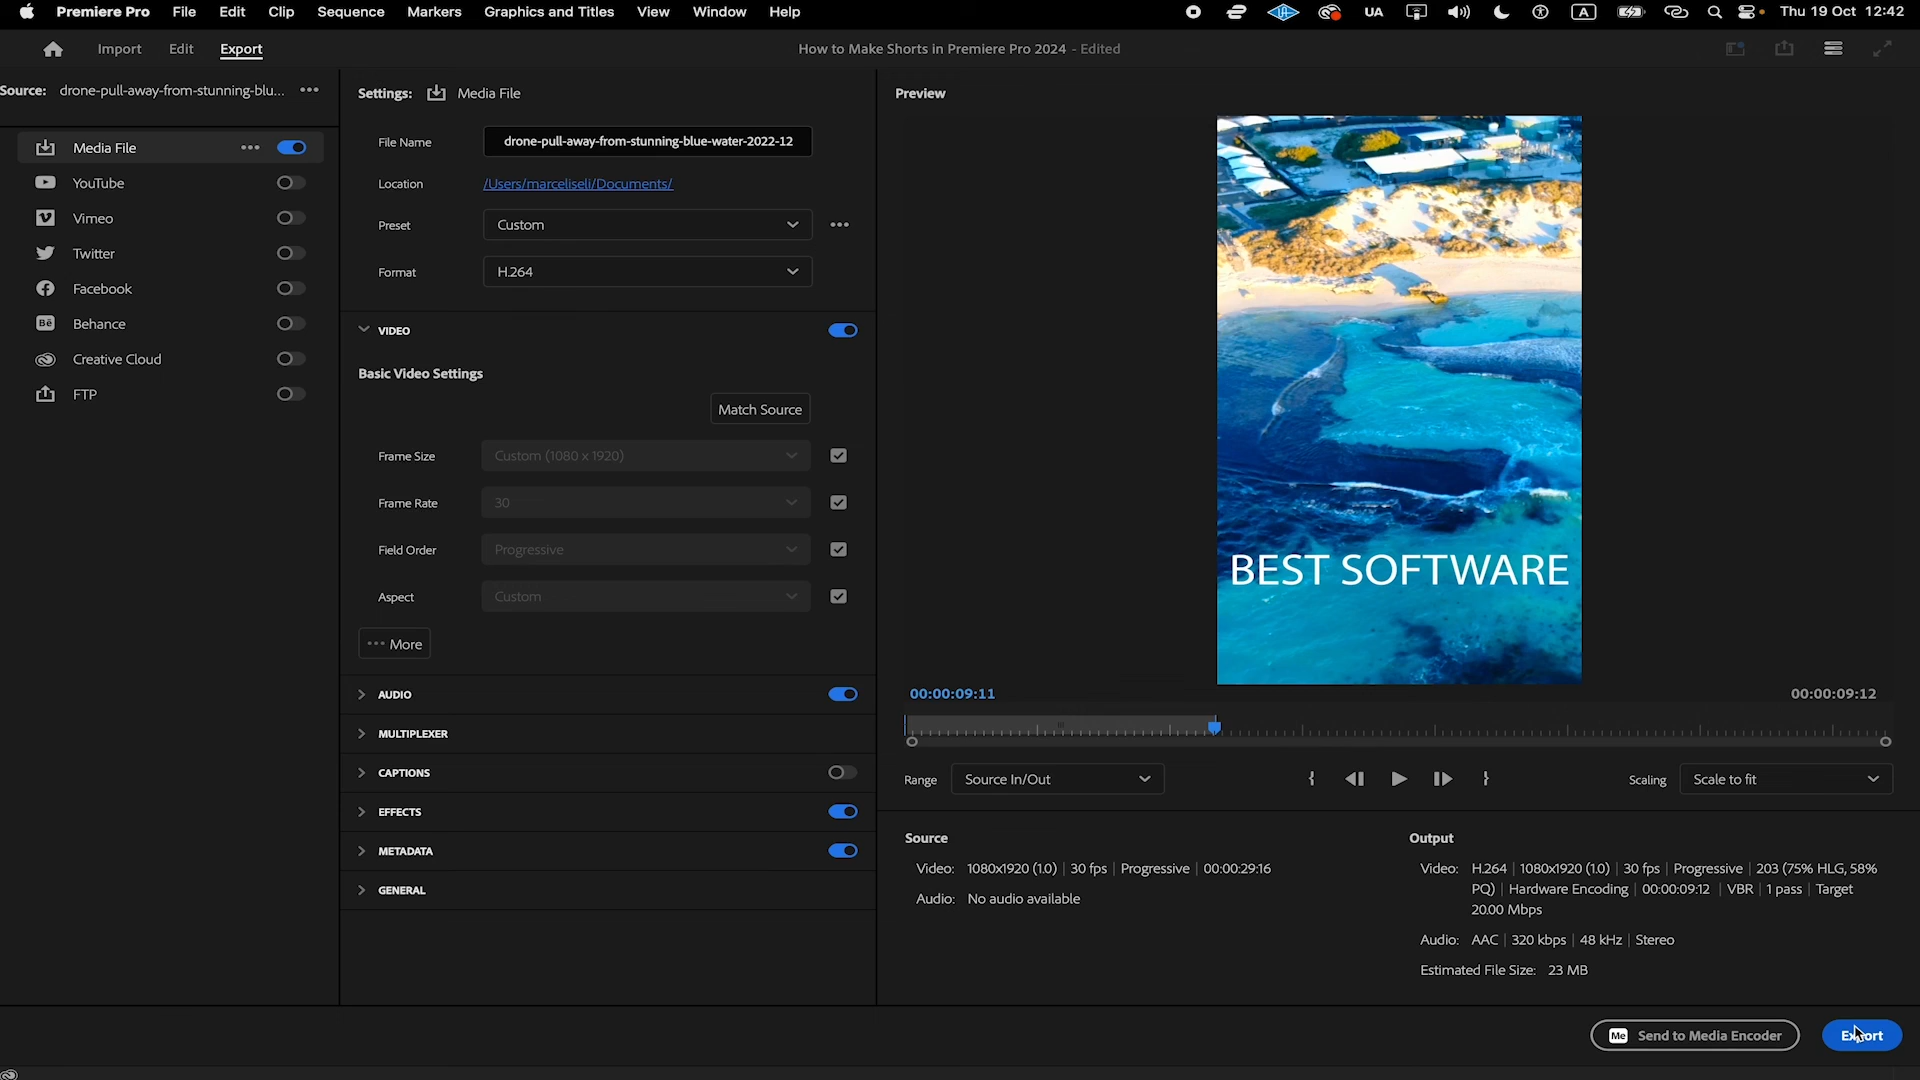 Premiere Pro File Edit Clip Sequence Markers Graphics and Titles View Window Help UA A Thu 19 Oct 12:42
Import Edit Export How to Make Shorts in Premiere Pro 2024 - Edited
Source: drone-pull-away-from-stunning-blu... •••
Media File •••
YouTube
Vimeo
Twitter
Facebook
Bē Behance
Creative Cloud
FTP
Settings: Media File
File Name drone-pull-away-from-stunning-blue-water-2022-12
Location /Users/marceliseli/Documents/
Preset Custom •••
Format H.264
VIDEO
Basic Video Settings
Match Source
Frame Size Custom (1080 x 1920)
Frame Rate 30
Field Order Progressive
Aspect Custom
••• More
AUDIO
MULTIPLEXER
CAPTIONS
EFFECTS
METADATA
GENERAL
Preview
BEST SOFTWARE
00:00:09:11 00:00:09:12
Range Source In/Out { } Scaling Scale to fit
Source
Video: 1080x1920 (1.0) | 30 fps | Progressive | 00:00:29:16
Audio: No audio available
Output
Video: H.264 | 1080x1920 (1.0) | 30 fps | Progressive | 203 (75% HLG, 58%
PQ) | Hardware Encoding | 00:00:09:12 | VBR | 1 pass | Target
20.00 Mbps
Audio: AAC | 320 kbps | 48 kHz | Stereo
Estimated File Size: 23 MB
Me Send to Media Encoder Export